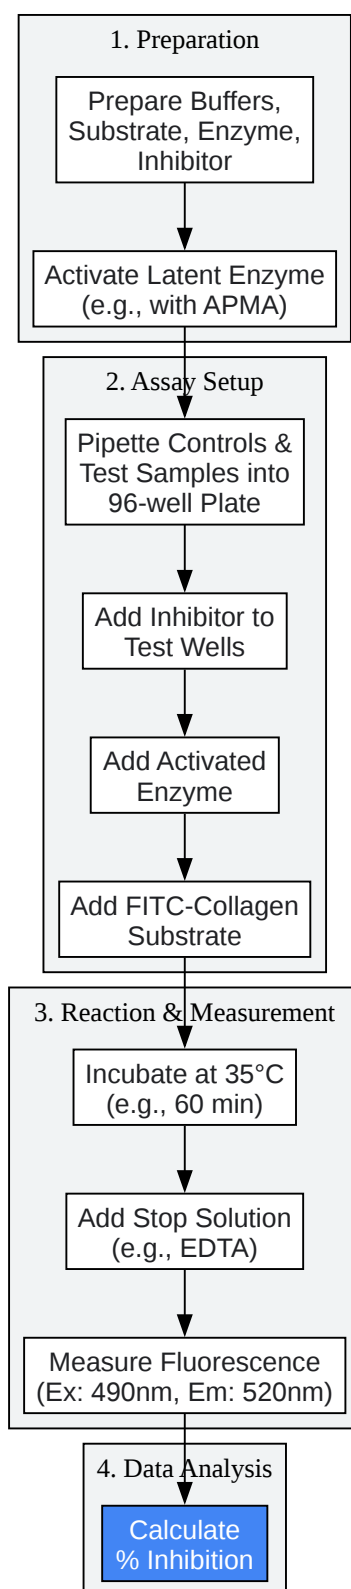 1. Preparation
Prepare Buffers,
Substrate, Enzyme,
Inhibitor
Activate Latent Enzyme
(e.g., with APMA)
2. Assay Setup
Pipette Controls &
Test Samples into
96-well Plate
Add Inhibitor to
Test Wells
Add Activated
Enzyme
Add FITC-Collagen
Substrate
3. Reaction & Measurement
Incubate at 35°C
(e.g., 60 min)
Add Stop Solution
(e.g., EDTA)
Measure Fluorescence
(Ex: 490nm, Em: 520nm)
4. Data Analysis
Calculate
% Inhibition